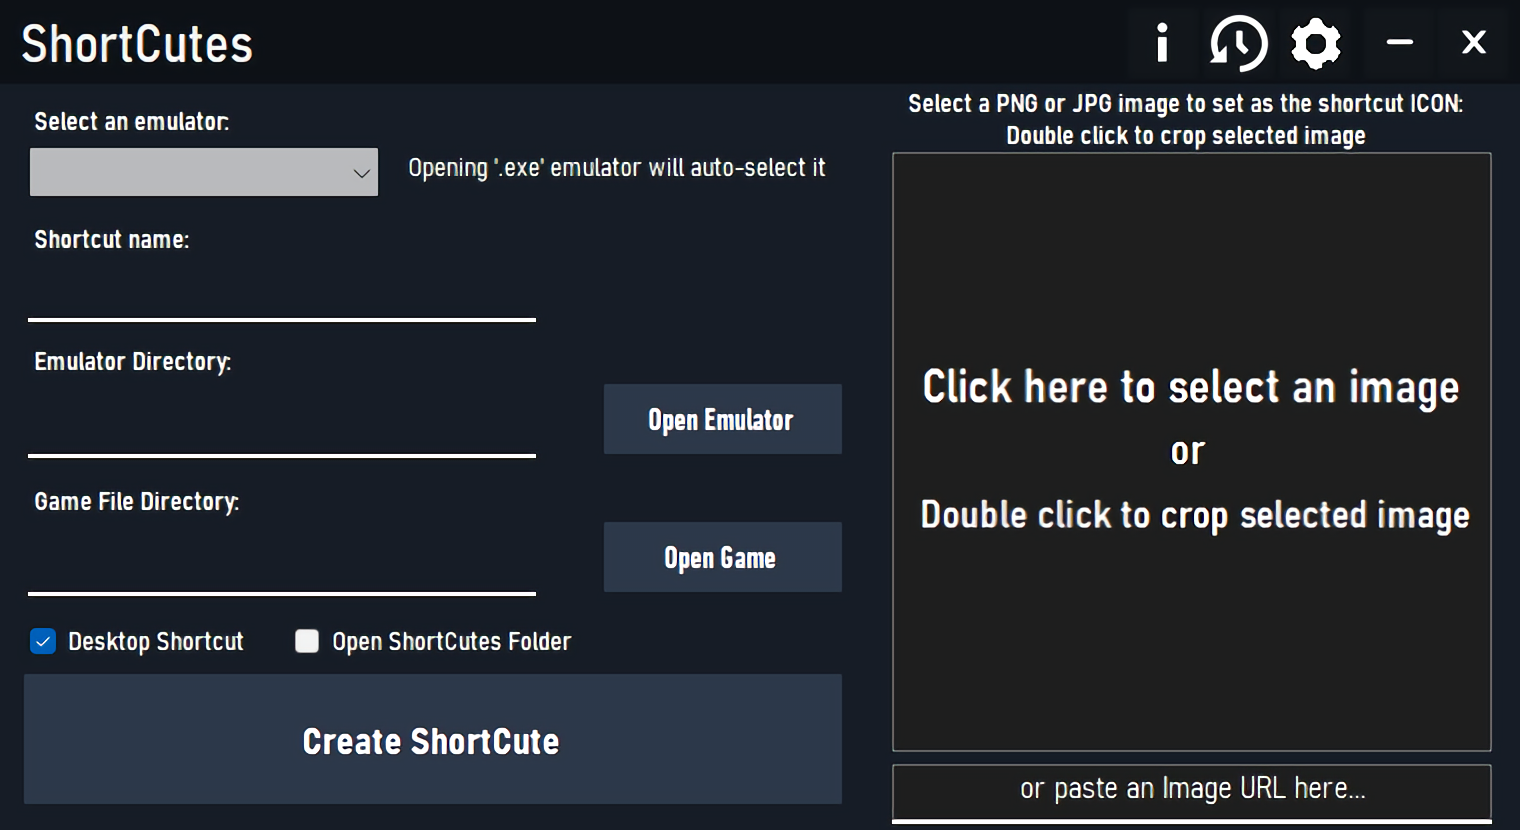 ShortCutes
Select an emulator:
Opening '.exe' emulator will auto-select it
Shortcut name:
Emulator Directory:
Open Emulator
Game File Directory:
Open Game
Desktop Shortcut
Open ShortCutes Folder
Create ShortCute
Select a PNG or JPG image to set as the shortcut ICON:
Double click to crop selected image
Click here to select an image
or
Double click to crop selected image
or paste an Image URL here...